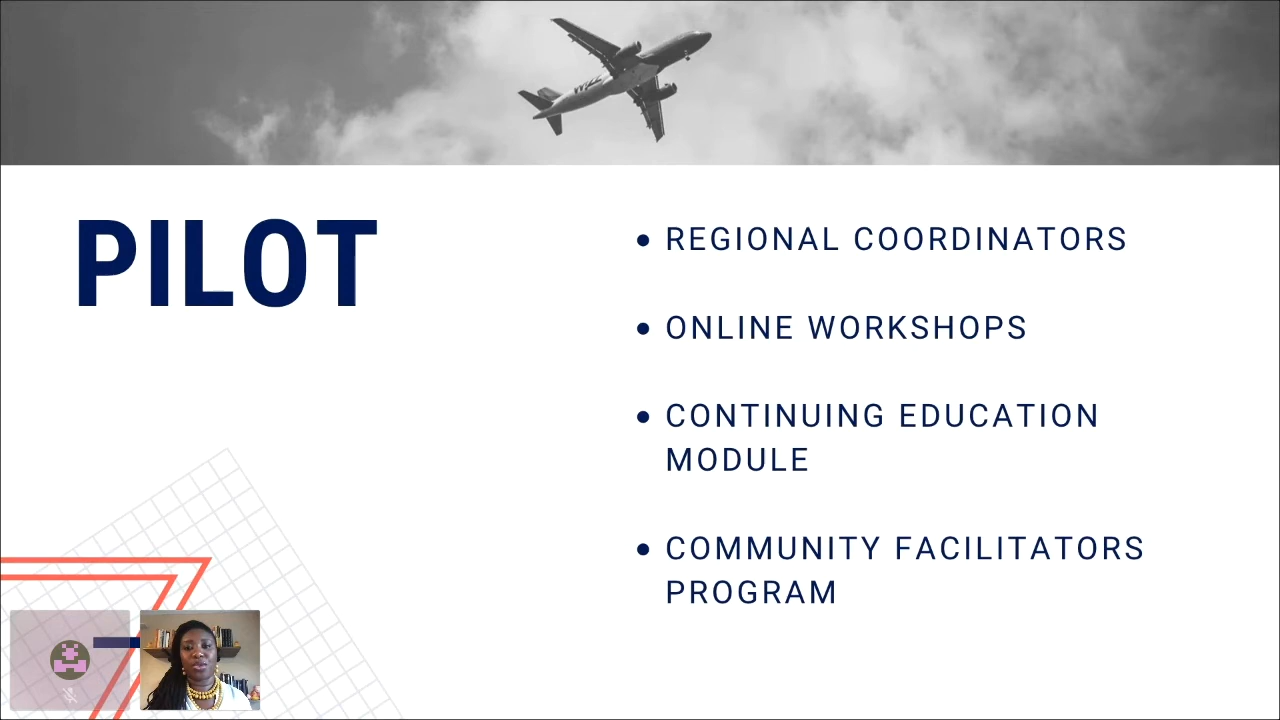 PILOT
• REGIONAL COORDINATORS
• ONLINE WORKSHOPS
• CONTINUING EDUCATION
MODULE
• COMMUNITY FACILITATORS
PROGRAM